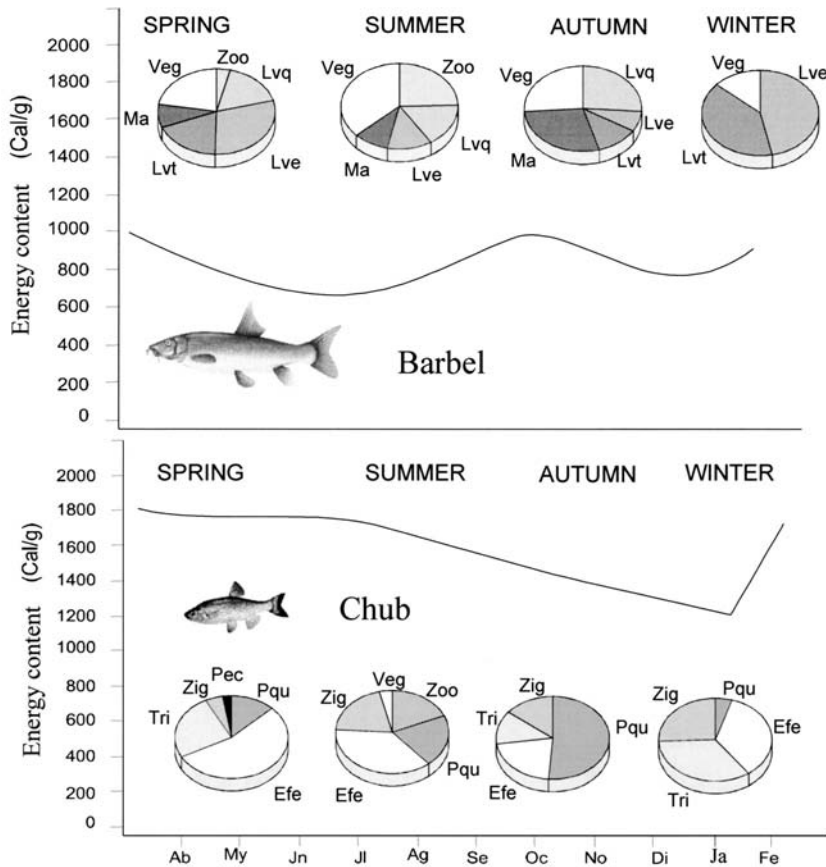 Energy content (Cal/g)
2000
1800
1600
1400
1200
1000
800
600
400
200
0
SPRING SUMMER AUTUMN WINTER
Veg Zoo Lvq Lve Lvt Ma
Veg Zoo Lvq Lve Ma
Veg Lvq Lve Lvt Ma
Veg Lve Lvt
Barbel
Energy content (Cal/g)
2000
1800
1600
1400
1200
1000
800
600
400
200
0
SPRING SUMMER AUTUMN WINTER
Chub
Tri Zig Pec Pqu Efe
Zig Veg Zoo Pqu Efe
Tri Zig Pqu Efe
Zig Pqu Efe Tri
Ab My Jn Jl Ag Se Oc No Di Ja Fe